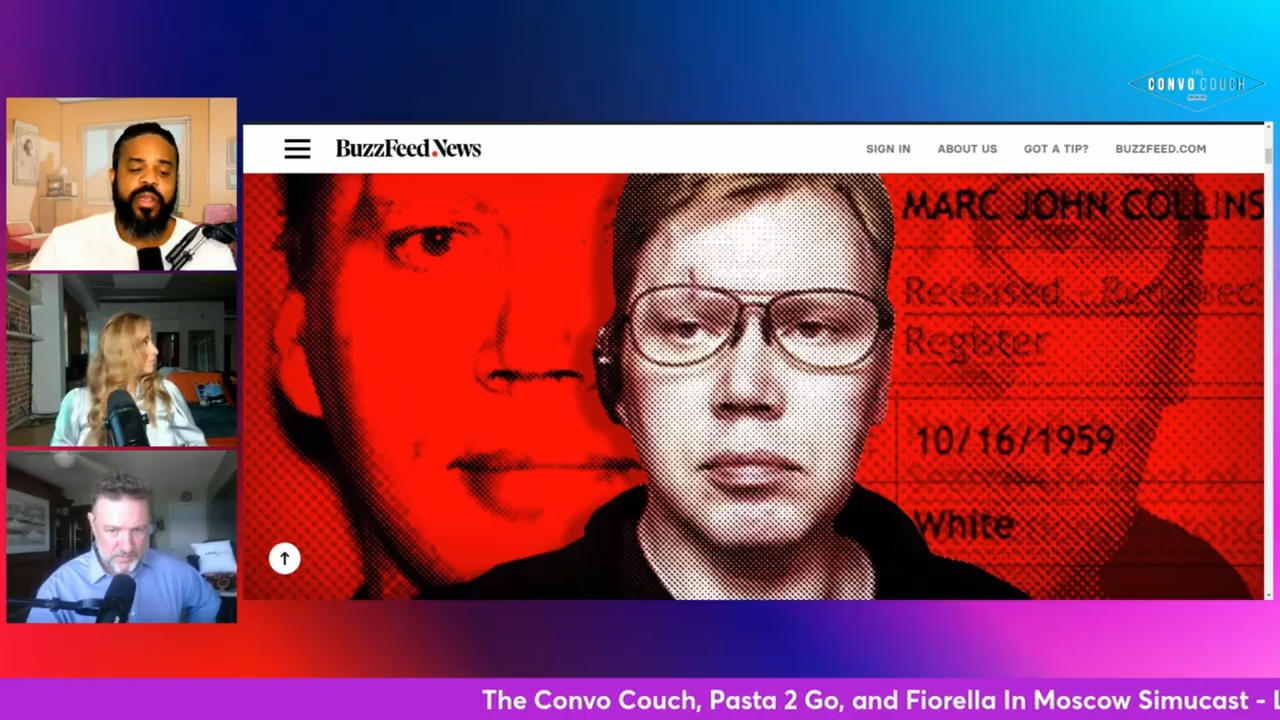 THE
CONVO COUCH
BuzzFeed.News
SIGN IN
ABOUT US
GOT A TIP?
BUZZFEED.COM
MARC JOHN COLLINS
Released
Register
10/16/1959
White
The Convo Couch, Pasta 2 Go, and Fiorella In Moscow Simucast - L